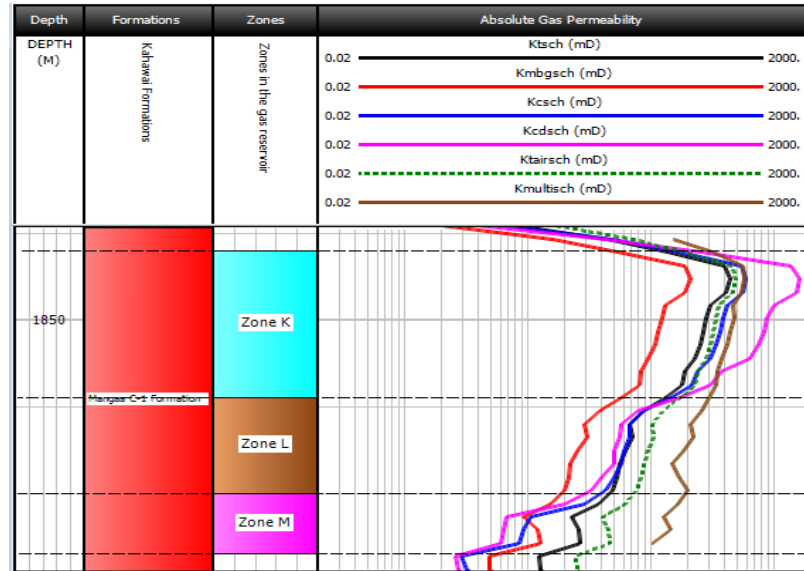 Depth Formations Zones Absolute Gas Permeability
DEPTH
(M)
Kahawai Formations
Zones in the gas reservoir
Ktsch (mD)
0.02 2000.
Kmbgsch (mD)
0.02 2000.
Kcsch (mD)
0.02 2000.
Kcdsch (mD)
0.02 2000.
Ktairsch (mD)
0.02 2000.
Kmultisch (mD)
0.02 2000.
1850
Zone K
Mangaa C-1 Formation
Zone L
Zone M